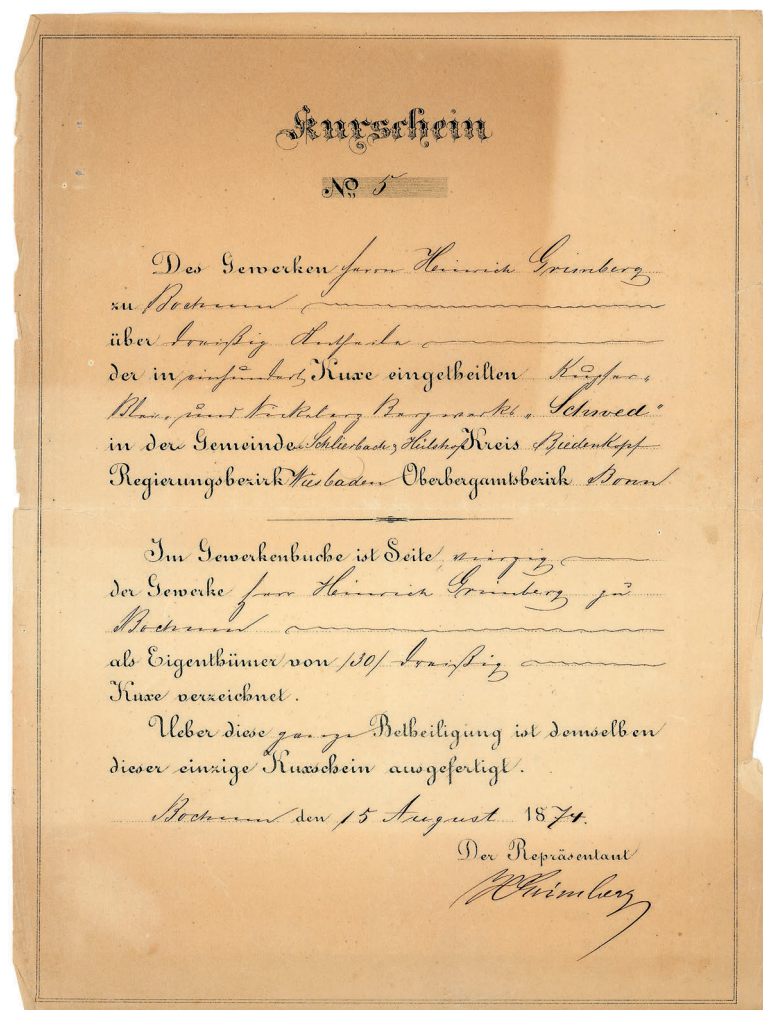 Kuxschein
No 5
Des Gewerken Herrn Heinrich Grimberg
zu Bochum
über dreißig Antheile
der in einhundert Kuxe eingetheilten Kupfer-
Blei- und Nickelerz Bergwerks „Schwed"
in der Gemeinde Schlierbach & Hülshof Kreis Biedenkopf
Regierungsbezirk Wiesbaden Oberbergamtsbezirk Bonn
Im Gewerkenbuche ist Seite vierzig
der Gewerke Herr Heinrich Grimberg zu
Bochum
als Eigenthümer von /30/ dreißig
Kuxe verzeichnet.
Ueber diese ganze Betheiligung ist demselben
dieser einzige Kuxschein ausgefertigt.
Bochum den 15 August 1874.
Der Repräsentant
HGrimberg